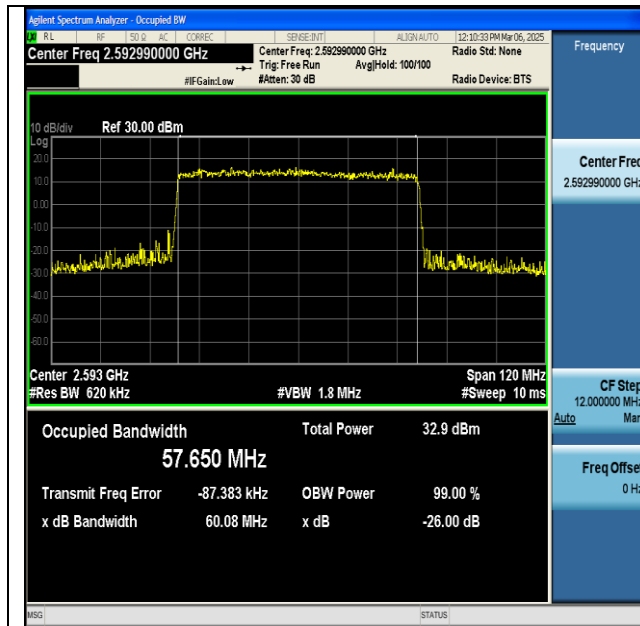 Agilent Spectrum Analyzer - Occupied BW
RL RF 50 Ω AC CORREC SENSE:INT ALIGN AUTO 12:10:33 PM Mar 06, 2025
Center Freq 2.592990000 GHz Center Freq: 2.592990000 GHz Radio Std: None
Trig: Free Run Avg|Hold: 100/100
#IFGain:Low #Atten: 30 dB Radio Device: BTS
Frequency
10 dB/div Ref 30.00 dBm
Log
20.0
10.0
0.00
-10.0
-20.0
-30.0
-40.0
-50.0
-60.0
Center Freq
2.592990000 GHz
Center 2.593 GHz Span 120 MHz
#Res BW 620 kHz #VBW 1.8 MHz #Sweep 10 ms
CF Step
12.000000 MHz
Auto Man
Occupied Bandwidth Total Power 32.9 dBm
57.650 MHz
Transmit Freq Error -87.383 kHz OBW Power 99.00 %
x dB Bandwidth 60.08 MHz x dB -26.00 dB
Freq Offset
0 Hz
MSG STATUS